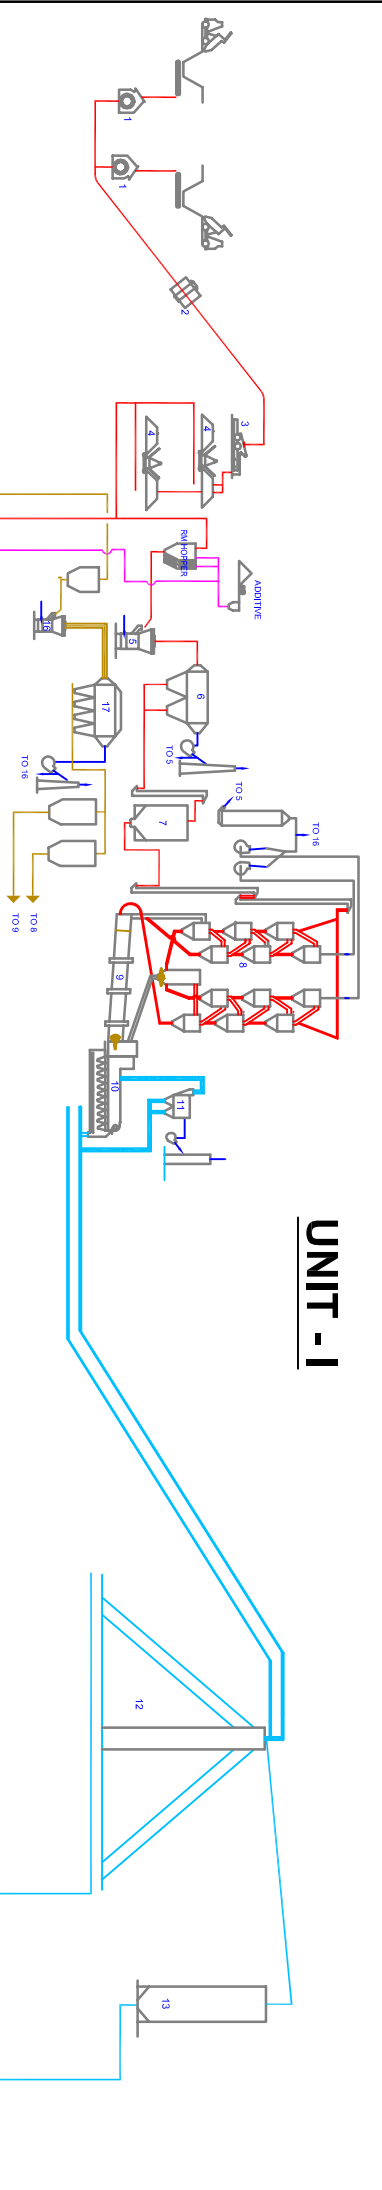 UNIT - I
1
1
2
3
4
4
RM HOPPER
ADDITIVE
5
16
6
17
TO 5
TO 16
7
TO 5
TO 16
TO 8
TO 9
8
9
10
11
12
13